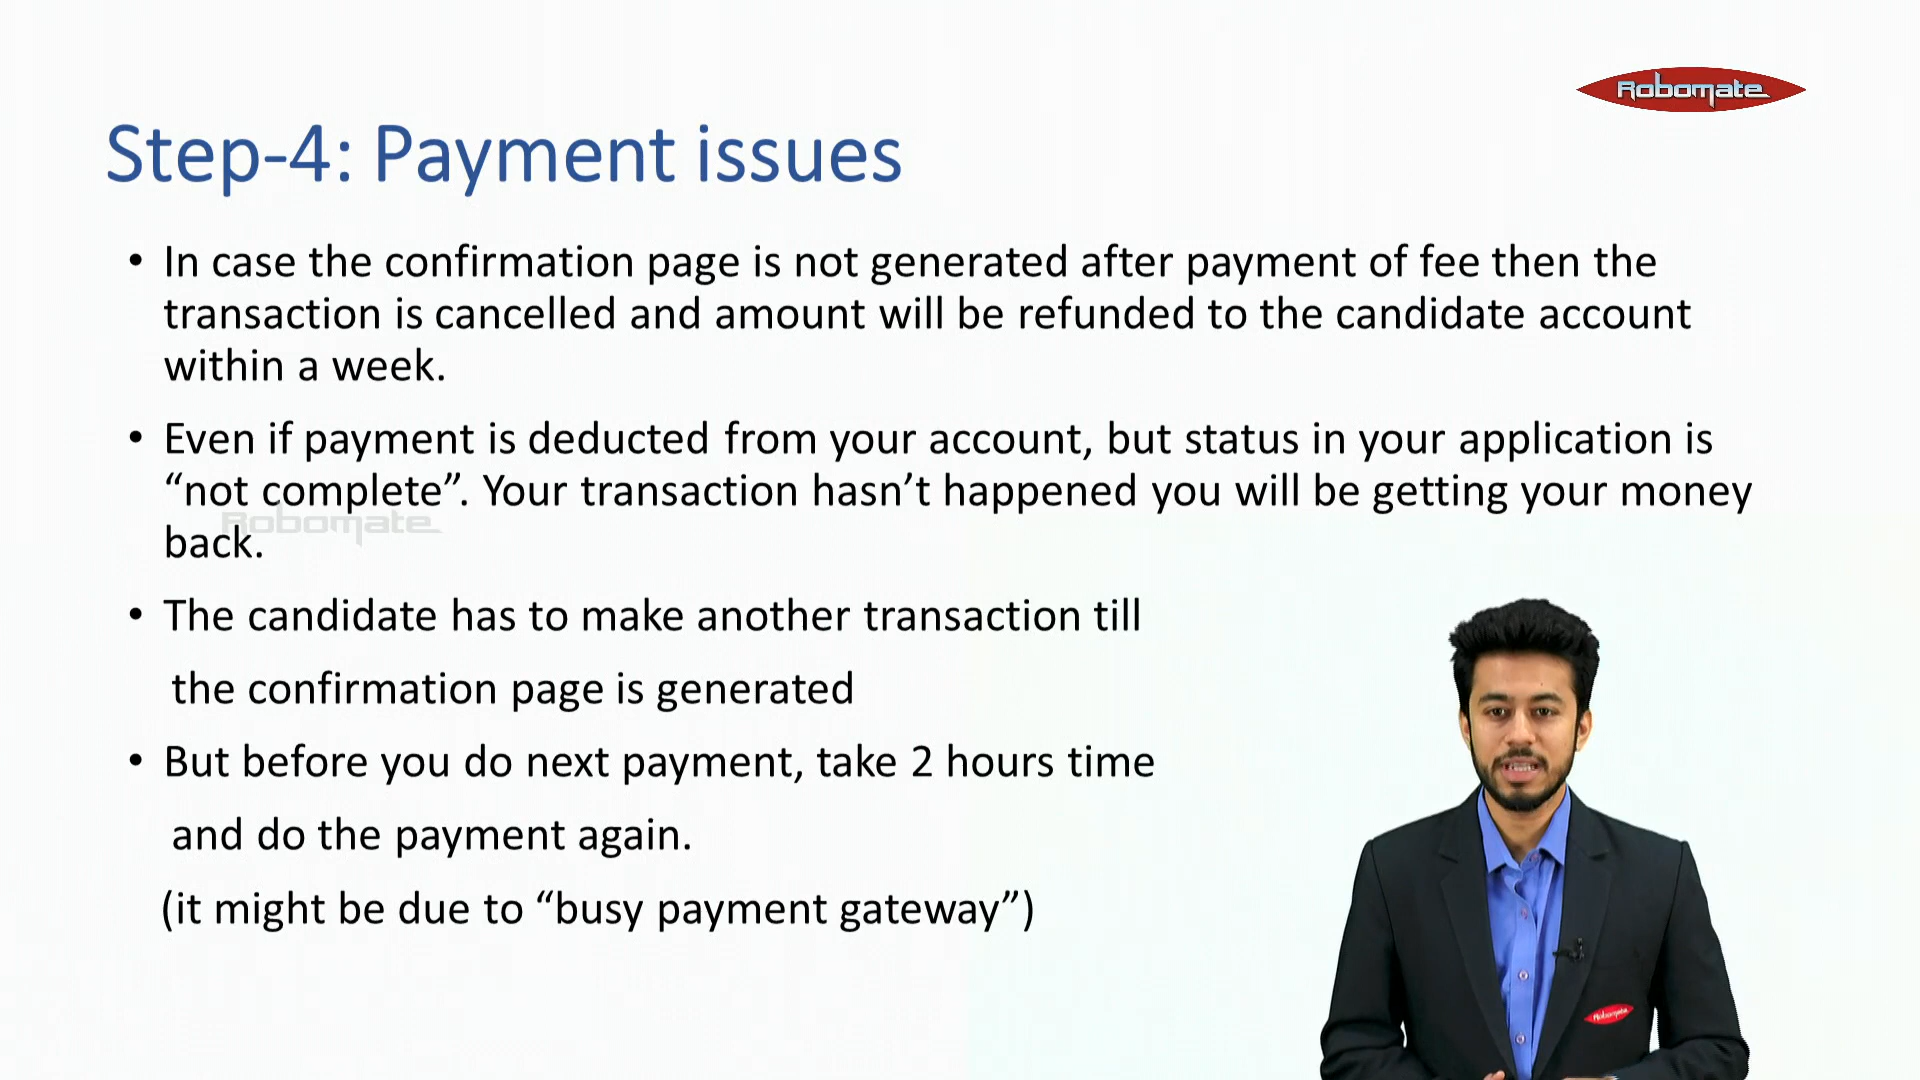 Robomate
Step-4: Payment issues
• In case the confirmation page is not generated after payment of fee then the
transaction is cancelled and amount will be refunded to the candidate account
within a week.
• Even if payment is deducted from your account, but status in your application is
“not complete”. Your transaction hasn’t happened you will be getting your money
Robomate
back.
• The candidate has to make another transaction till
the confirmation page is generated
• But before you do next payment, take 2 hours time
and do the payment again.
(it might be due to “busy payment gateway”)
Robomate